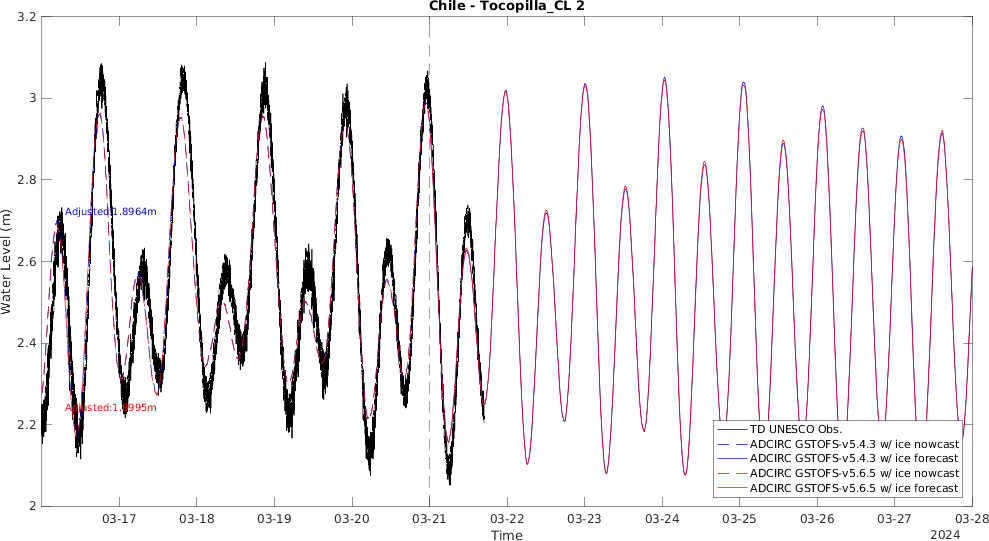 Chile - Tocopilla_CL 2
3.2
3
2.8
2.6
2.4
2.2
2
Water Level (m)
Adjusted:1.8964m
TD UNESCO Obs.
ADCIRC GSTOFS-v5.4.3 w/ ice nowcast
ADCIRC GSTOFS-v5.4.3 w/ ice forecast
ADCIRC GSTOFS-v5.6.5 w/ ice nowcast
ADCIRC GSTOFS-v5.6.5 w/ ice forecast
03-17 03-18 03-19 03-20 03-21 03-22 03-23 03-24 03-25 03-26 03-27 03-28
Time
2024